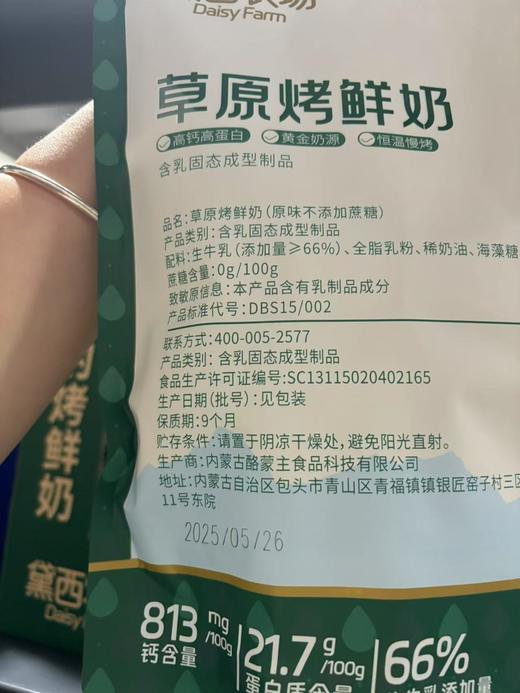 Daisy Farm
草原烤鲜奶
高钙高蛋白 黄金奶源 恒温慢烤
含乳固态成型制品
品名:草原烤鲜奶(原味不添加蔗糖)
产品类别:含乳固态成型制品
配料:生牛乳(添加量≥66%)、全脂乳粉、稀奶油、海藻糖
蔗糖含量:0g/100g
致敏原信息:本产品含有乳制品成分
产品标准代号:DBS15/002
联系方式:400-005-2577
产品类别:含乳固态成型制品
食品生产许可证编号:SC13115020402165
生产日期(批号):见包装
保质期:9个月
贮存条件:请置于阴凉干燥处,避免阳光直射。
生产商:内蒙古酪蒙主食品科技有限公司
地址:内蒙古自治区包头市青山区青福镇镇银匠窑子村三区
11号东院
2025/05/26
813 mg/100g
钙含量
21.7 g/100g
蛋白质含量
66%
生牛乳添加量
烤鲜奶
黛西
Daisy